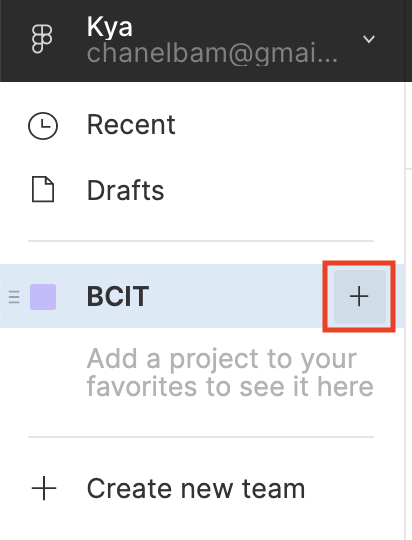 Kya
chanelbam@gmai...
Recent
Drafts
BCIT
Add a project to your
favorites to see it here
Create new team